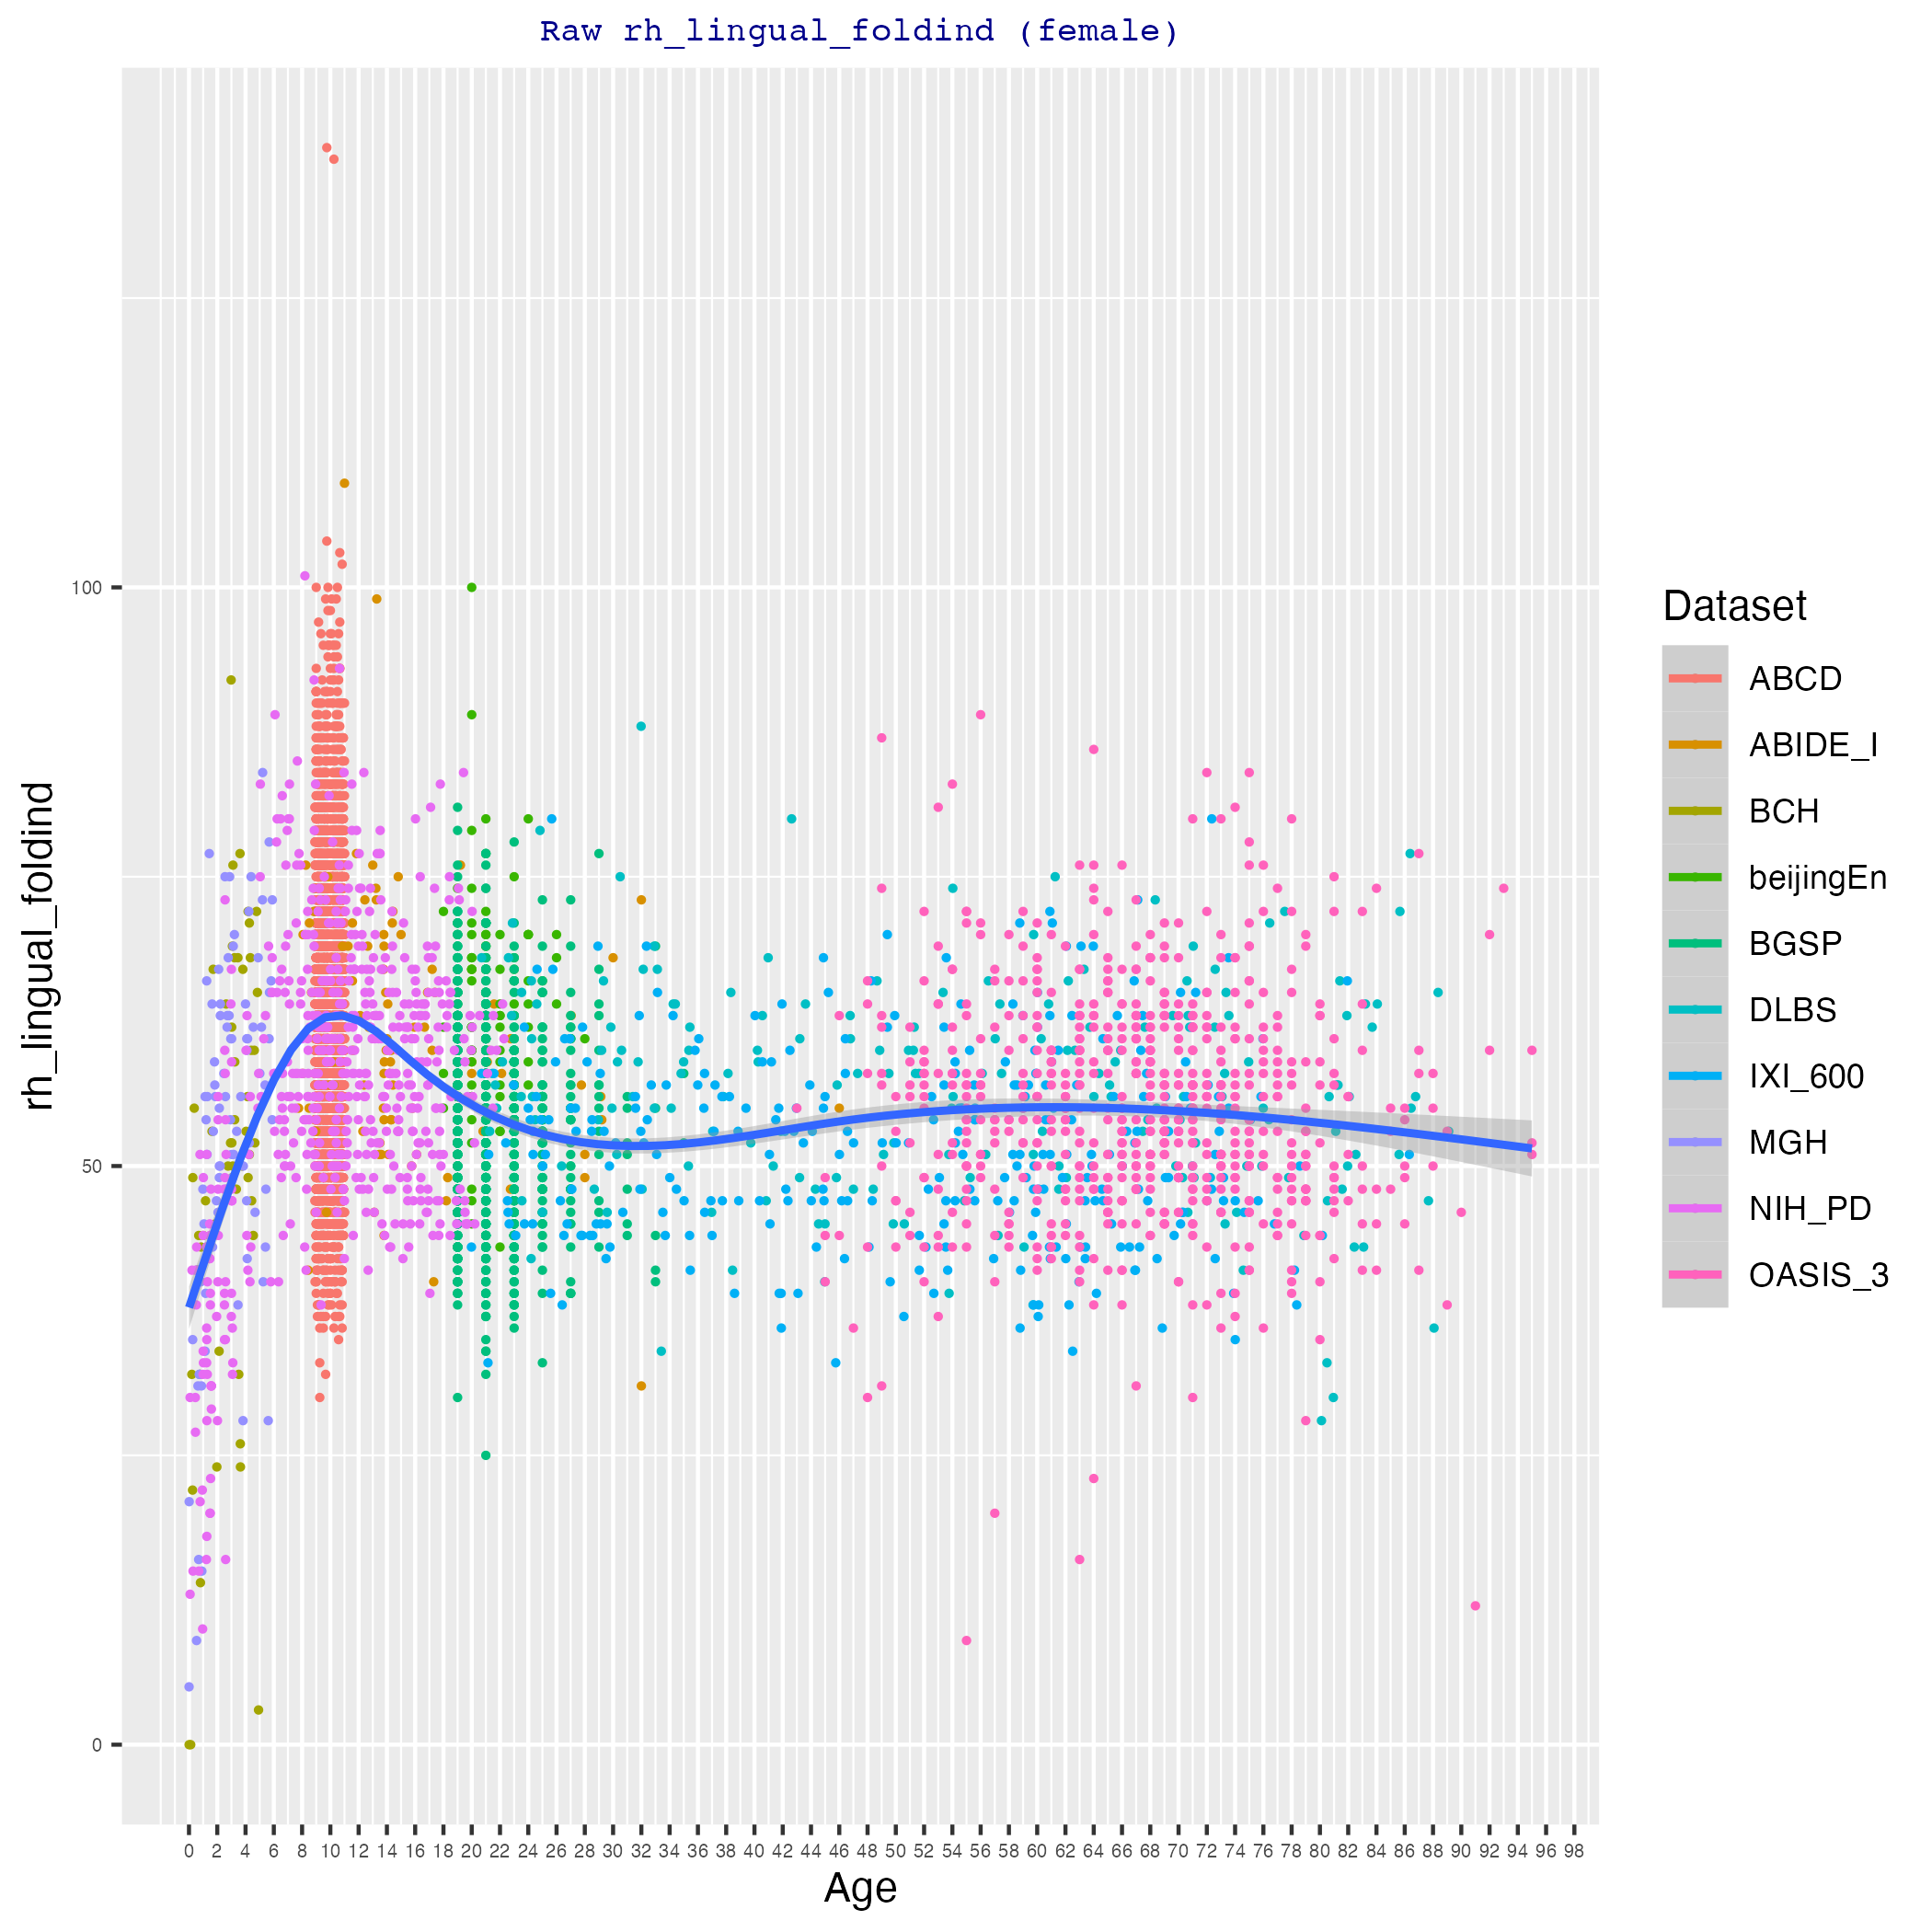 Raw rh_lingual_foldind (female)
rh_lingual_foldind
100
50
0
0 2 4 6 8 10 12 14 16 18 20 22 24 26 28 30 32 34 36 38 40 42 44 46 48 50 52 54 56 58 60 62 64 66 68 70 72 74 76 78 80 82 84 86 88 90 92 94 96 98
Age
Dataset
ABCD
ABIDE_I
BCH
beijingEn
BGSP
DLBS
IXI_600
MGH
NIH_PD
OASIS_3